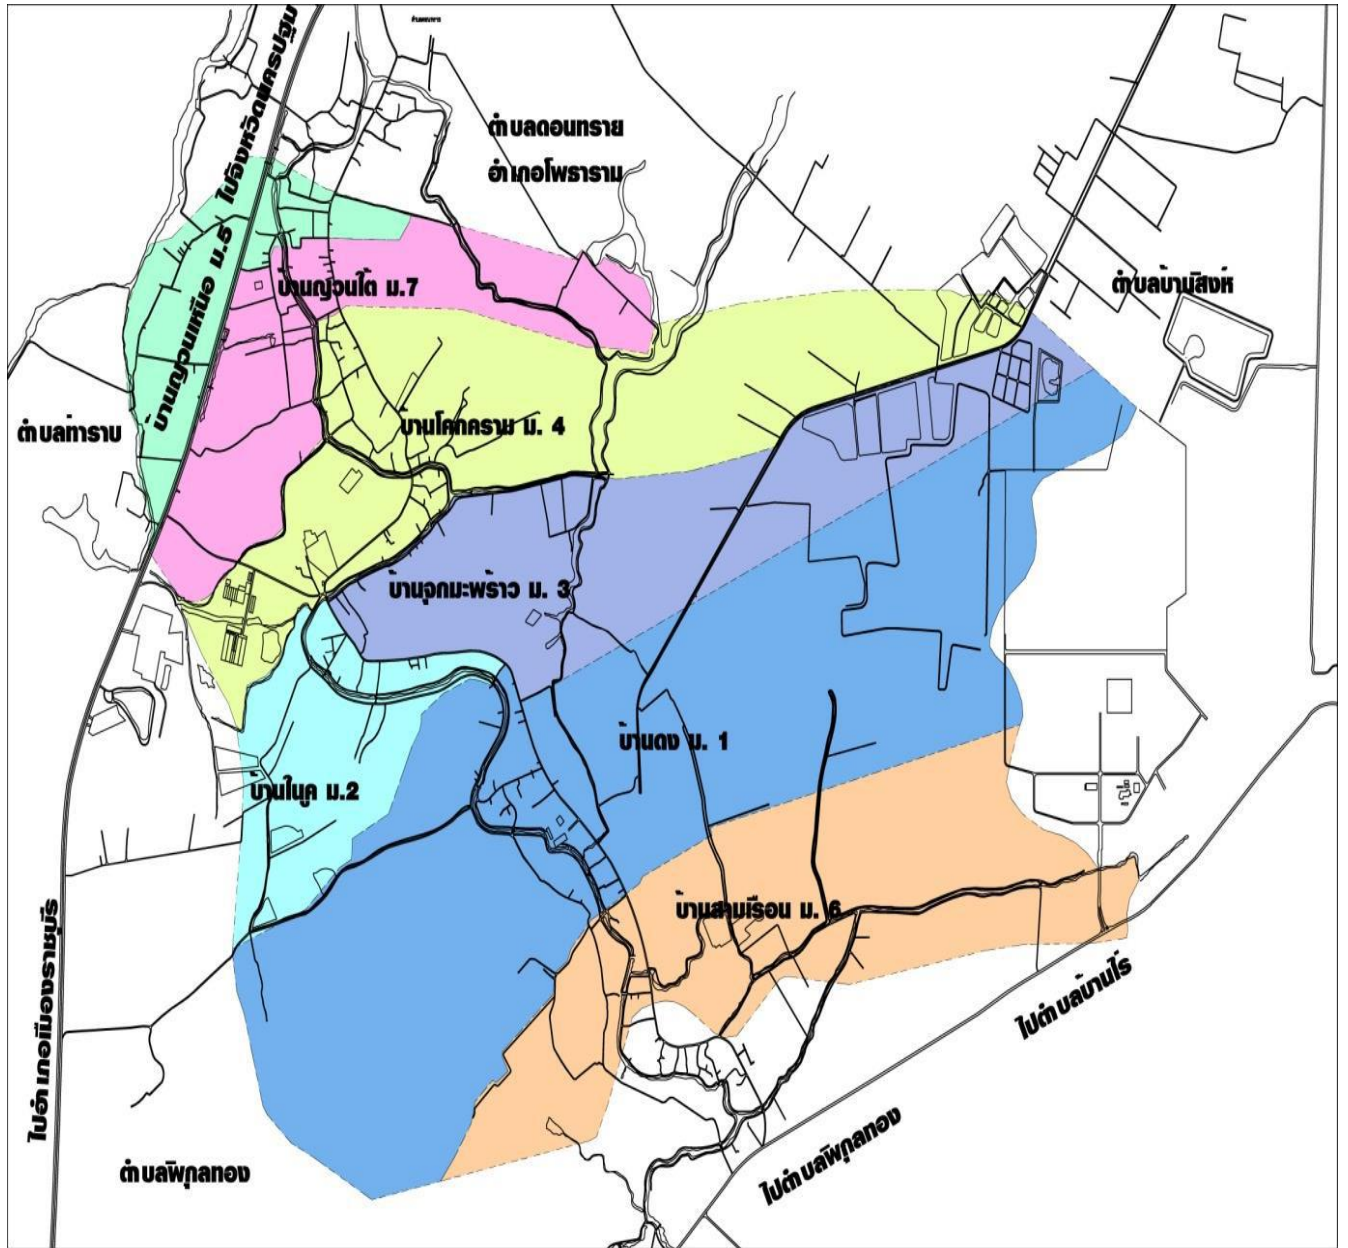 ไปจังหวัดนครปฐม
ตำบลดอนทราย
อำเภอโพธาราม
บ้านญวนเหนือ ม.5
บ้านญวนใต้ ม.7
ตำบลบ้านสิงห์
ตำบลท่าราบ
บ้านโคกคราม ม. 4
บ้านจุกมะพร้าว ม. 3
บ้านดง ม. 1
บ้านในคู ม.2
บ้านสามเรือน ม. 6
ไปอำเภอเมืองราชบุรี
ไปตำบลบ้านไร่
ไปตำบลพิกุลทอง
ตำบลพิกุลทอง